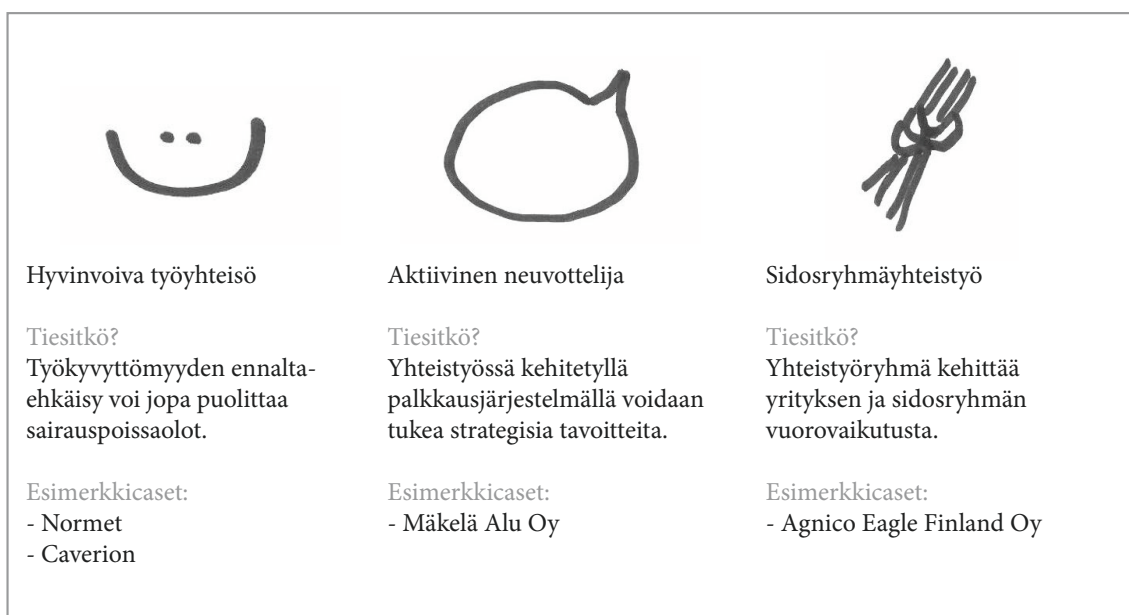 Hyvinvoiva työyhteisö
Tiesitkö?
Työkyvyttömyyden ennalta-
ehkäisy voi jopa puolittaa
sairauspoissaolot.
Esimerkkicaset:
- Normet
- Caverion
Aktiivinen neuvottelija
Tiesitkö?
Yhteistyössä kehitetyllä
palkkausjärjestelmällä voidaan
tukea strategisia tavoitteita.
Esimerkkicaset:
- Mäkelä Alu Oy
Sidosryhmäyhteistyö
Tiesitkö?
Yhteistyöryhmä kehittää
yrityksen ja sidosryhmän
vuorovaikutusta.
Esimerkkicaset:
- Agnico Eagle Finland Oy